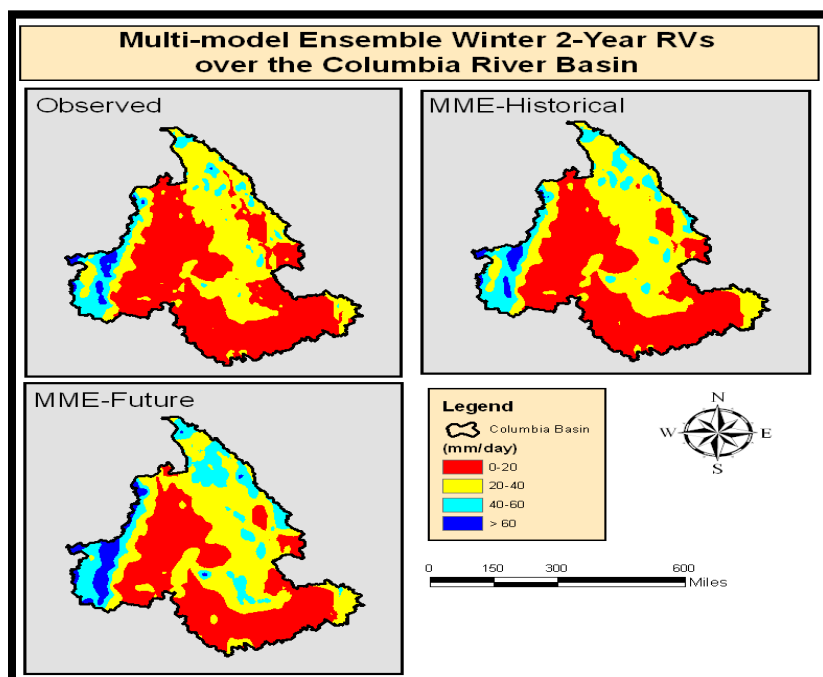 Multi-model Ensemble Winter 2-Year RVs
over the Columbia River Basin
Observed
MME-Historical
MME-Future
Legend
Columbia Basin
(mm/day)
0-20
20-40
40-60
> 60
N
W E
S
0 150 300 600
Miles